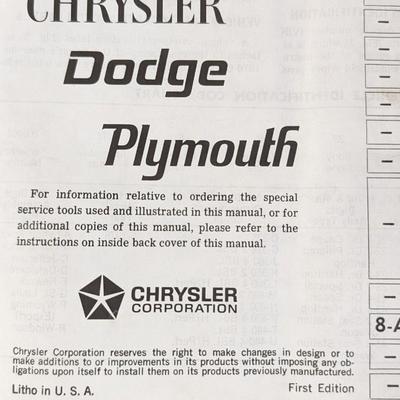 CHRYSLER
Dodge
Plymouth
For information relative to ordering the special
service tools used and illustrated in this manual, or for
additional copies of this manual, please refer to the
instructions on inside back cover of this manual.
CHRYSLER
CORPORATION
Chrysler Corporation reserves the right to make changes in design or to
make additions to or improvements in its products without imposing any ob-
ligations upon itself to install them on its products previously manufactured.
Litho in U. S. A.
First Edition
8-A